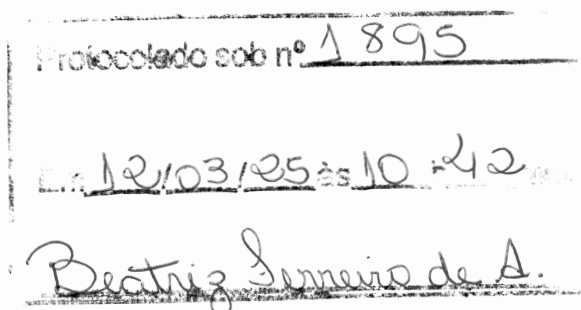 Protocolado sob nº 1895
Em 12/03/25 às 10:42
Beatriz Ferreira de A.